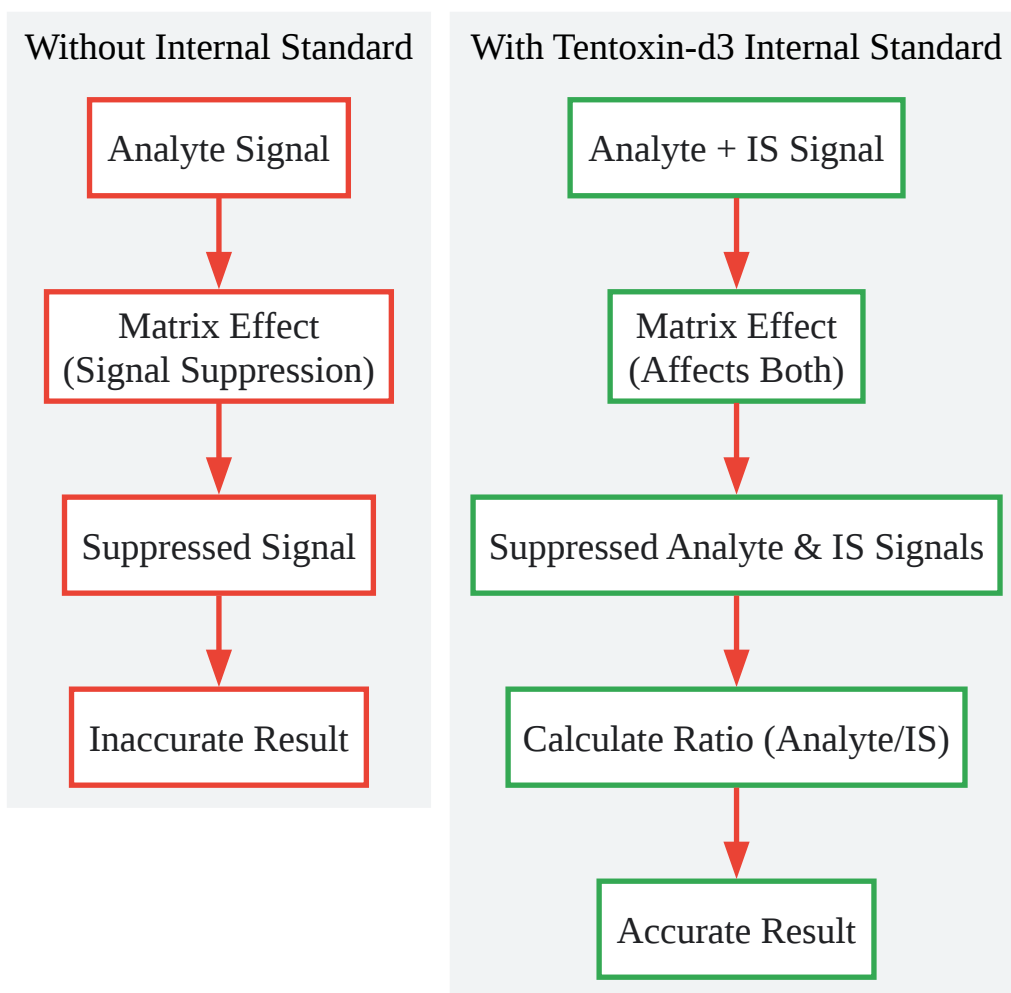 Without Internal Standard
Analyte Signal
Matrix Effect
(Signal Suppression)
Suppressed Signal
Inaccurate Result
With Tentoxin-d3 Internal Standard
Analyte + IS Signal
Matrix Effect
(Affects Both)
Suppressed Analyte & IS Signals
Calculate Ratio (Analyte/IS)
Accurate Result